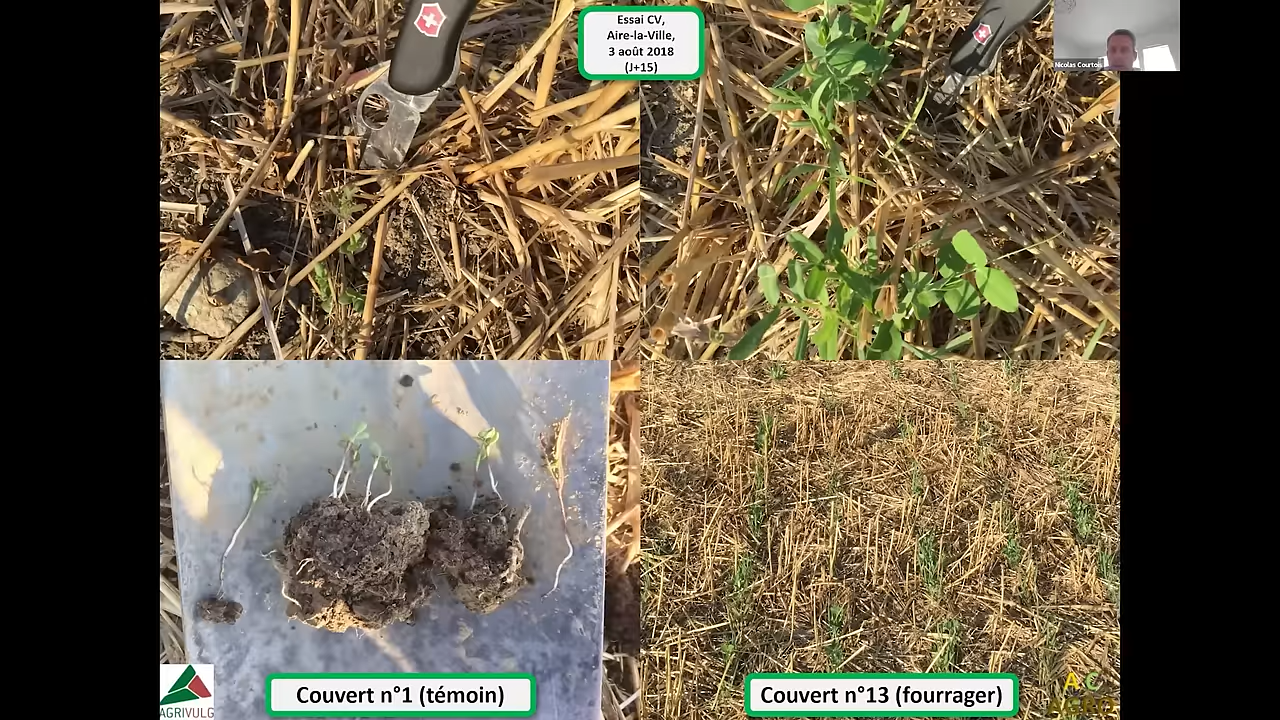 Essai CV,
Aire-la-Ville,
3 août 2018
(J+15)
Nicolas Courtois
Couvert n°1 (témoin)
Couvert n°13 (fourrager)
AGRIVULG